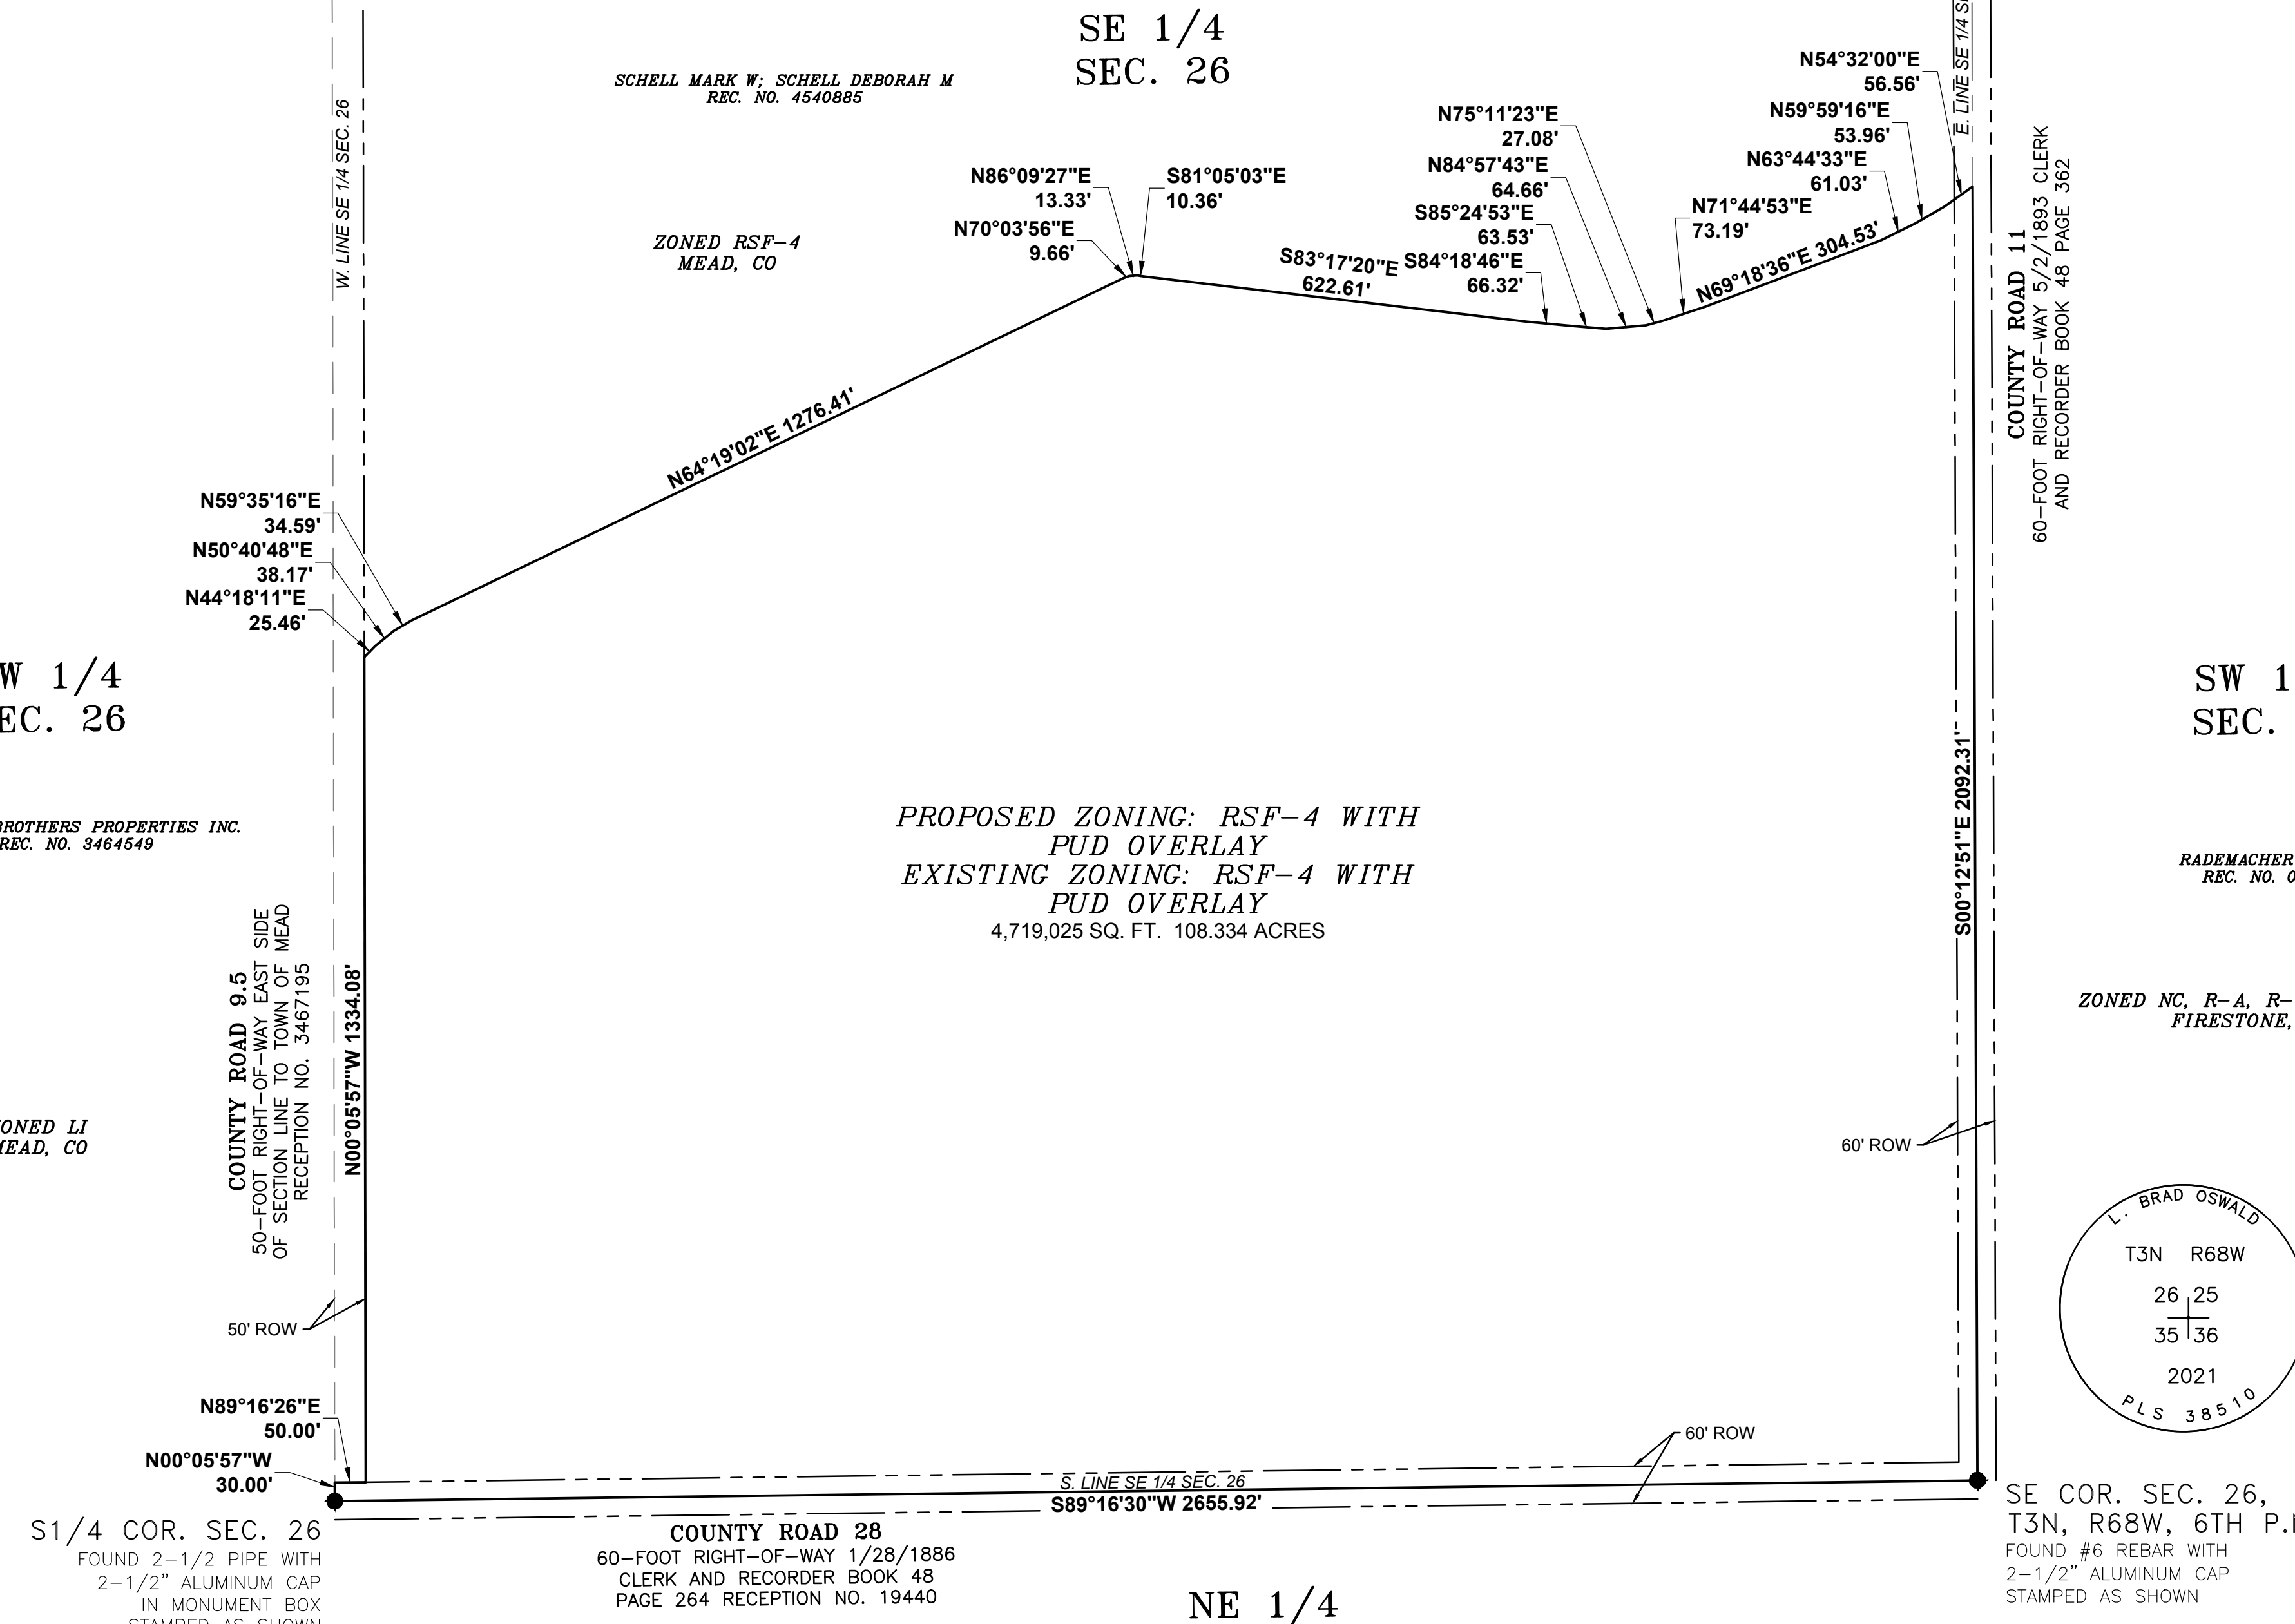 SE 1/4
SEC. 26
SCHELL MARK W; SCHELL DEBORAH M
REC. NO. 4540885
ZONED RSF-4
MEAD, CO
W. LINE SE 1/4 SEC. 26
E. LINE SE 1/4
N54°32'00"E
56.56'
N59°59'16"E
53.96'
N63°44'33"E
61.03'
N75°11'23"E
27.08'
N84°57'43"E
64.66'
S85°24'53"E
63.53'
S84°18'46"E
66.32'
N71°44'53"E
73.19'
N69°18'36"E 304.53'
N86°09'27"E
13.33'
N70°03'56"E
9.66'
S81°05'03"E
10.36'
S83°17'20"E
622.61'
N64°19'02"E 1276.41'
N59°35'16"E
34.59'
N50°40'48"E
38.17'
N44°18'11"E
25.46'
COUNTY ROAD 11
60-FOOT RIGHT-OF-WAY 5/2/1893 CLERK
AND RECORDER BOOK 48 PAGE 362
W 1/4
EC. 26
SW 1
SEC.
BROTHERS PROPERTIES INC.
REC. NO. 3464549
RADEMACHER
REC. NO. 0
PROPOSED ZONING: RSF-4 WITH
PUD OVERLAY
EXISTING ZONING: RSF-4 WITH
PUD OVERLAY
4,719,025 SQ. FT. 108.334 ACRES
S00°12'51"E 2092.31'
COUNTY ROAD 9.5
50-FOOT RIGHT-OF-WAY EAST SIDE
OF SECTION LINE TO TOWN OF MEAD
RECEPTION NO. 3467195
N00°05'57"W 1334.08'
ZONED NC, R-A, R-
FIRESTONE,
ONED LI
MEAD, CO
60' ROW
50' ROW
L. BRAD OSWALD
T3N R68W
26 25
35 36
2021
PLS 38510
N89°16'26"E
50.00'
N00°05'57"W
30.00'
60' ROW
S. LINE SE 1/4 SEC. 26
S89°16'30"W 2655.92'
S1/4 COR. SEC. 26
FOUND 2-1/2 PIPE WITH
2-1/2" ALUMINUM CAP
IN MONUMENT BOX
STAMPED AS SHOWN
COUNTY ROAD 28
60-FOOT RIGHT-OF-WAY 1/28/1886
CLERK AND RECORDER BOOK 48
PAGE 264 RECEPTION NO. 19440
NE 1/4
SE COR. SEC. 26,
T3N, R68W, 6TH P.
FOUND #6 REBAR WITH
2-1/2" ALUMINUM CAP
STAMPED AS SHOWN